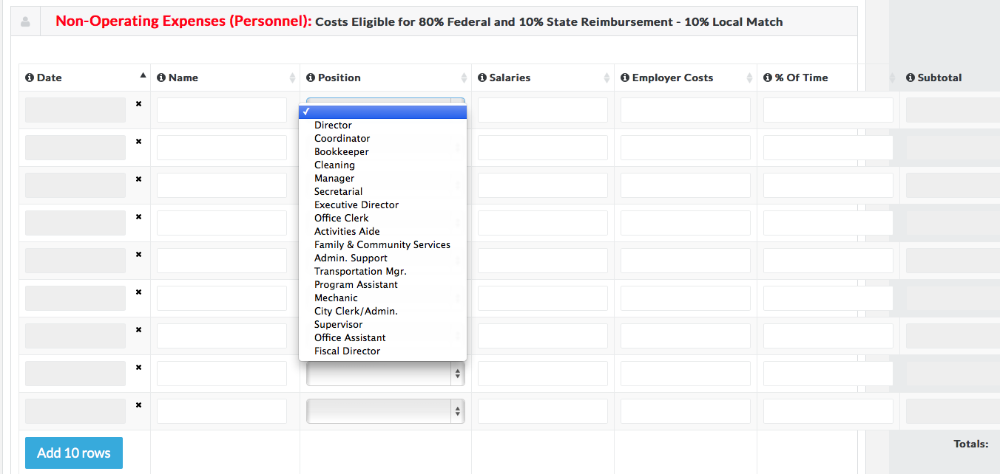 Non-Operating Expenses (Personnel): Costs Eligible for 80% Federal and 10% State Reimbursement - 10% Local Match
Date Name Position Salaries Employer Costs % Of Time Subtotal
Director
Coordinator
Bookkeeper
Cleaning
Manager
Secretarial
Executive Director
Office Clerk
Activities Aide
Family & Community Services
Admin. Support
Transportation Mgr.
Program Assistant
Mechanic
City Clerk/Admin.
Supervisor
Office Assistant
Fiscal Director
Add 10 rows
Totals: